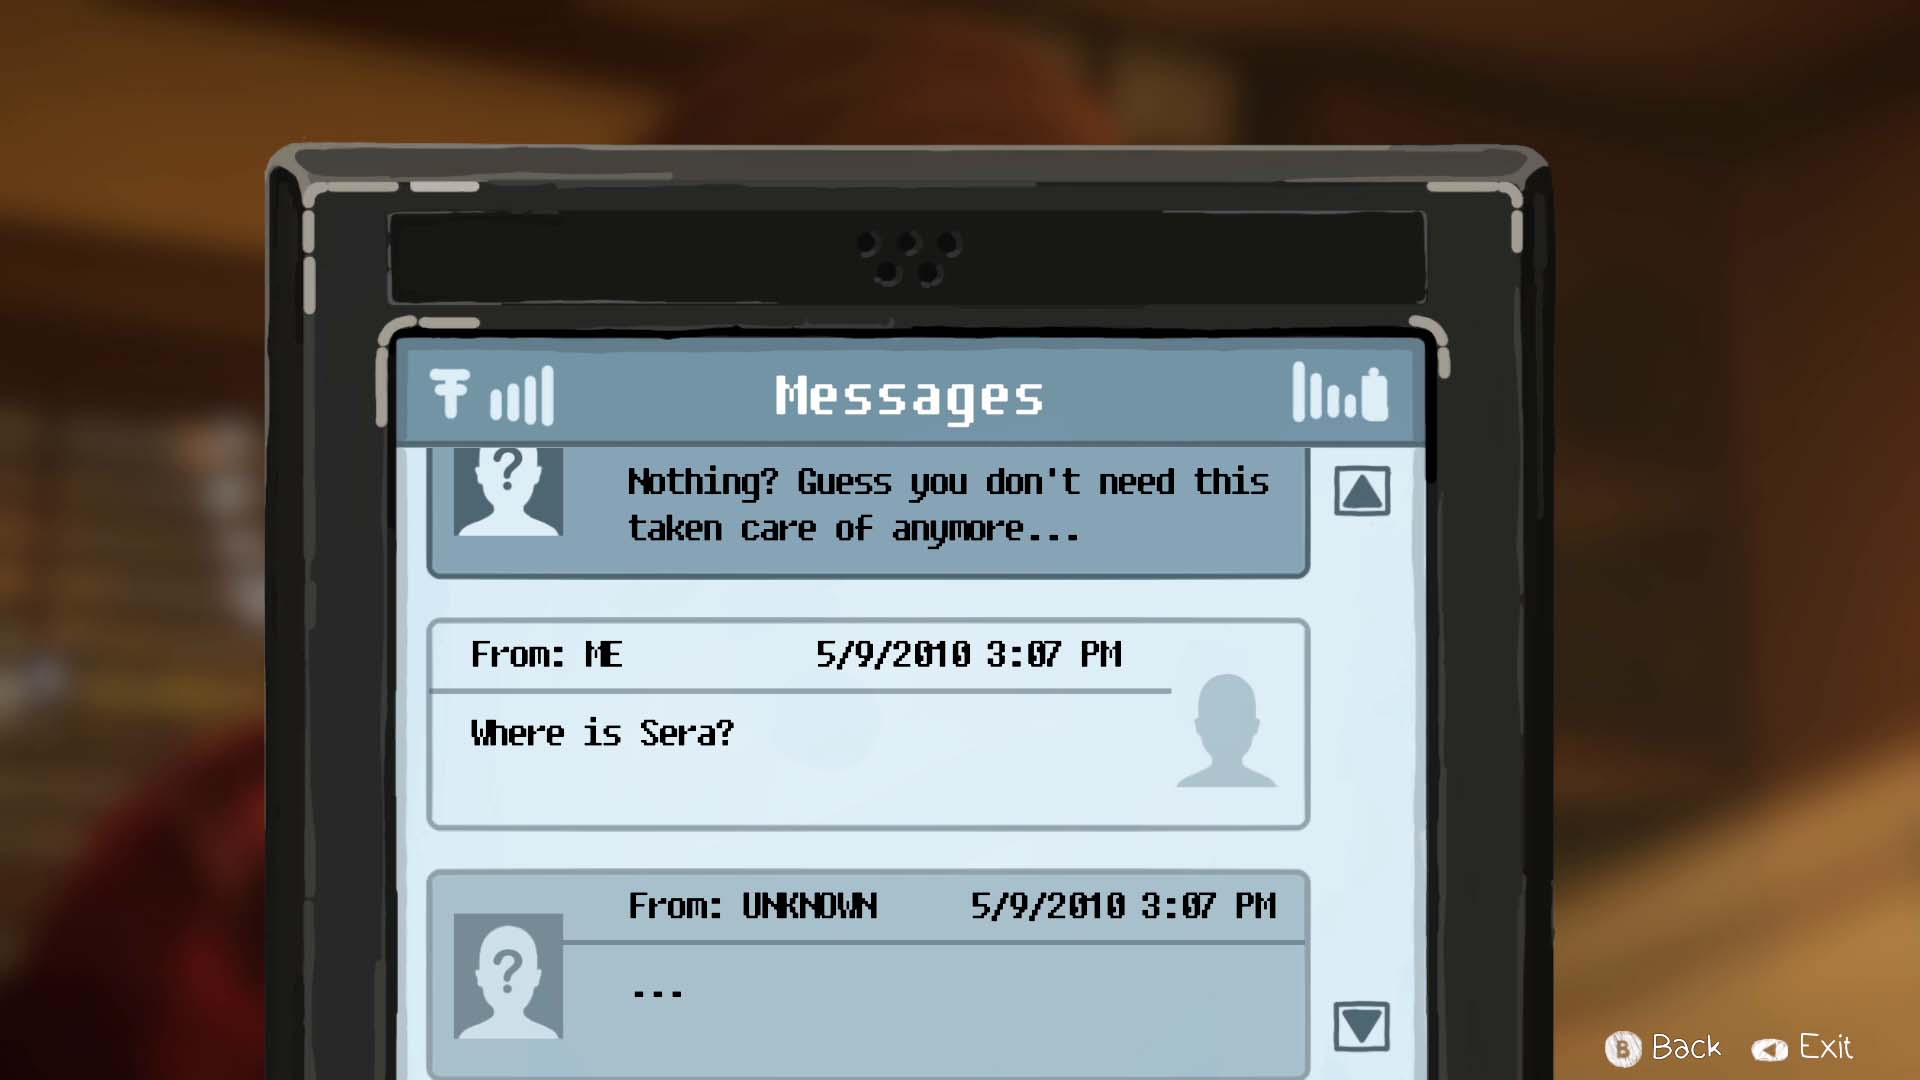 Messages
Nothing? Guess you don't need this
taken care of anymore...
From: ME 5/9/2010 3:07 PM
Where is Sera?
From: UNKNOWN 5/9/2010 3:07 PM
...
B Back Exit